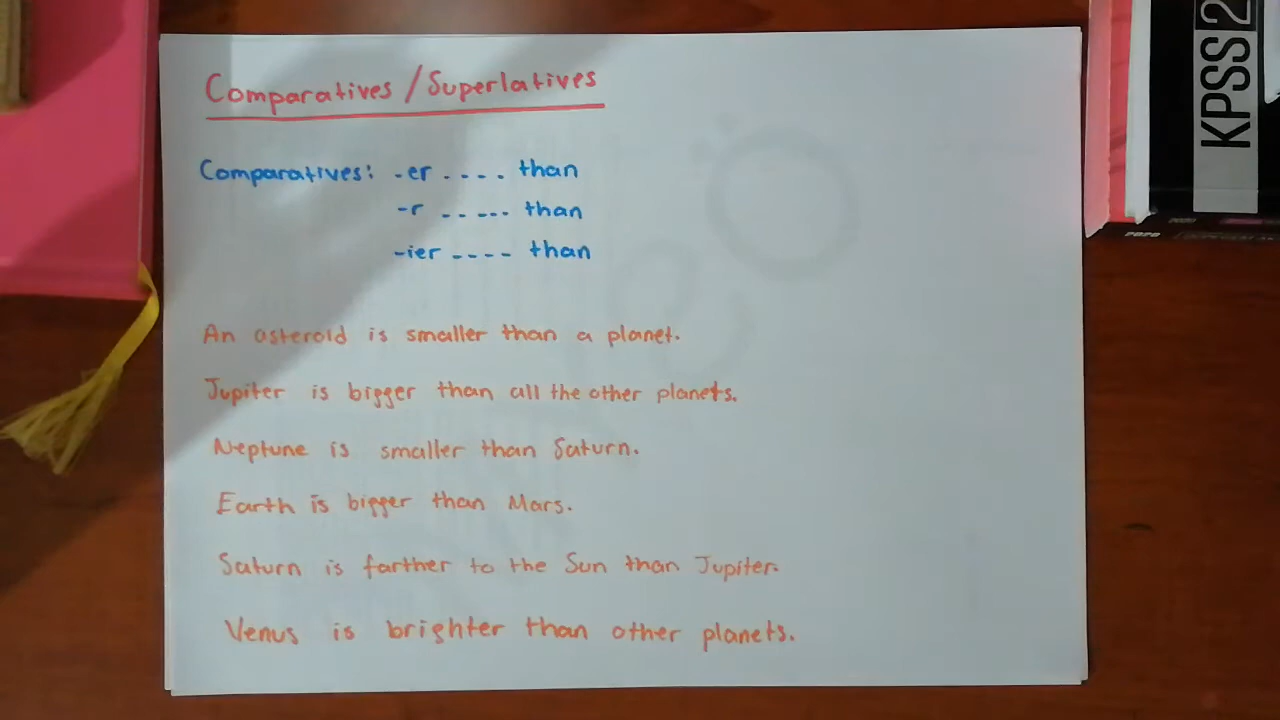 Comparatives / Superlatives
Comparatives: -er .... than
-r ..... than
-ier ---- than
An asteroid is smaller than a planet.
Jupiter is bigger than all the other planets.
Neptune is smaller than Saturn.
Earth is bigger than Mars.
Saturn is farther to the Sun than Jupiter.
Venus is brighter than other planets.
KPSS 2